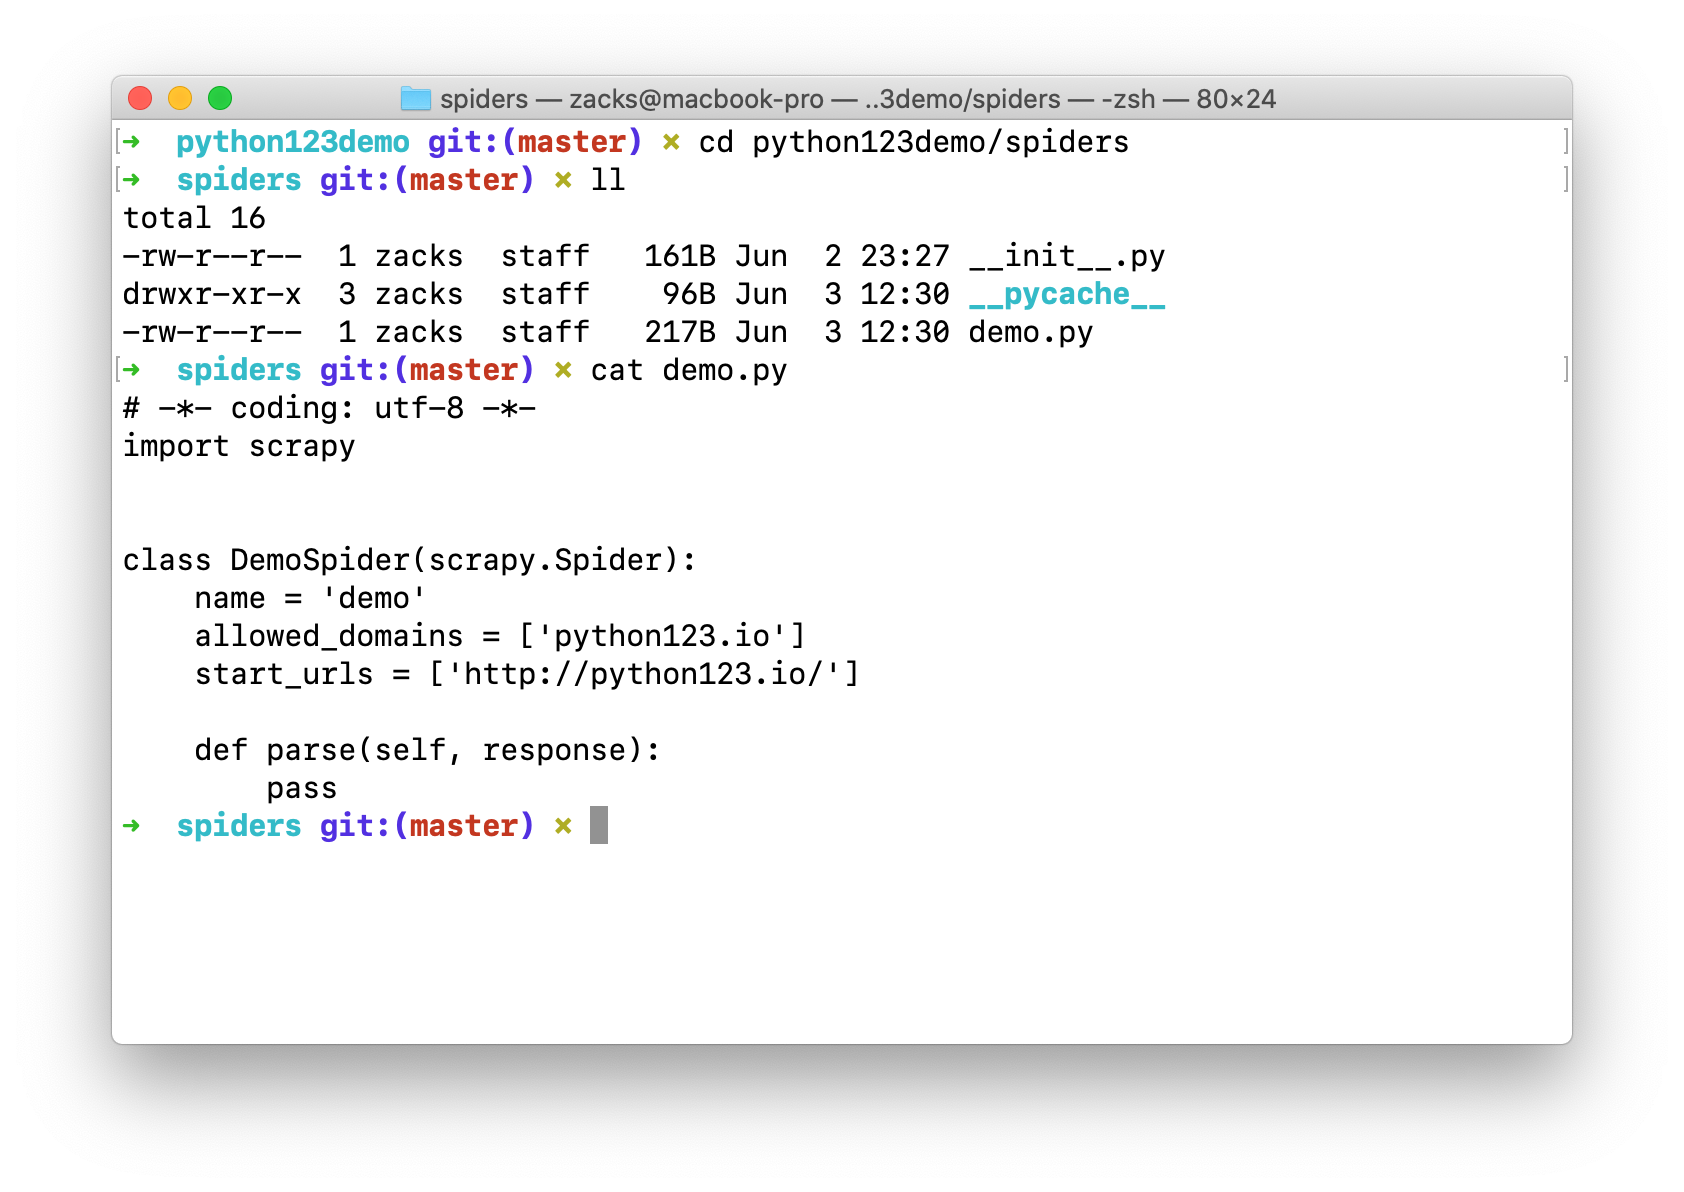 spiders — zacks@macbook-pro — ..3demo/spiders — -zsh — 80×24
[➜  python123demo git:(master) ✗ cd python123demo/spiders ]
[➜  spiders git:(master) ✗ ll ]
total 16
-rw-r--r--  1 zacks  staff   161B Jun  2 23:27 __init__.py
drwxr-xr-x  3 zacks  staff    96B Jun  3 12:30 __pycache__
-rw-r--r--  1 zacks  staff   217B Jun  3 12:30 demo.py
[➜  spiders git:(master) ✗ cat demo.py ]
# -*- coding: utf-8 -*-
import scrapy
class DemoSpider(scrapy.Spider):
    name = 'demo'
    allowed_domains = ['python123.io']
    start_urls = ['http://python123.io/']
    def parse(self, response):
        pass
➜  spiders git:(master) ✗